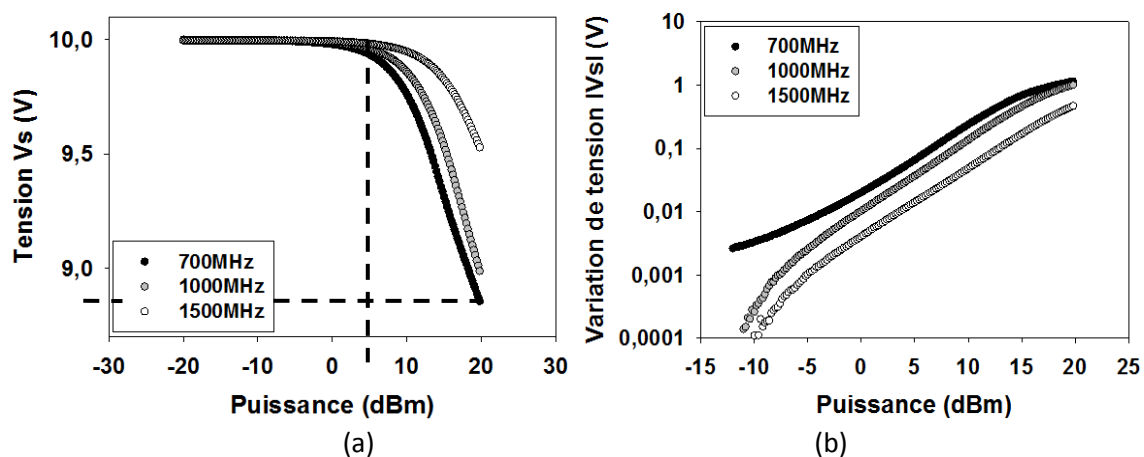 Tension Vs (V)
10,0
9,5
9,0
700MHz
1000MHz
1500MHz
-30 -20 -10 0 10 20 30
Puissance (dBm)
(a)
Variation de tension IVsI (V)
10
1
0,1
0,01
0,001
0,0001
700MHz
1000MHz
1500MHz
-15 -10 -5 0 5 10 15 20 25
Puissance (dBm)
(b)